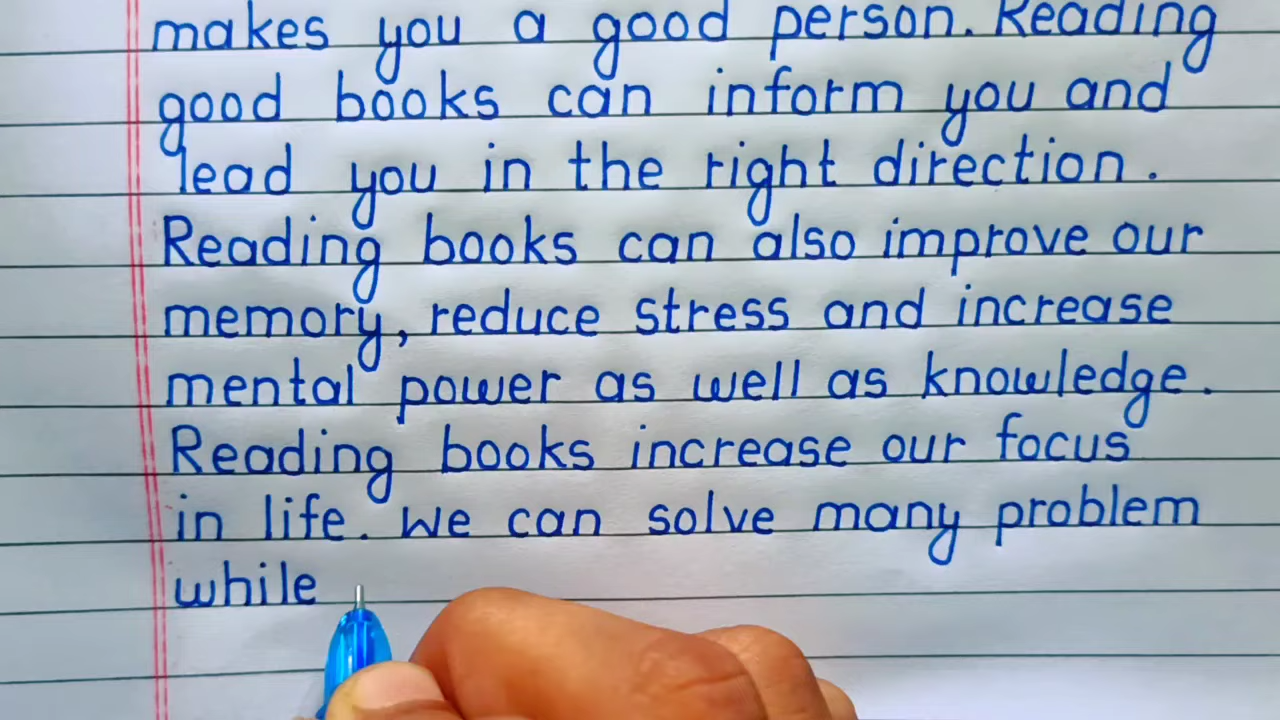 makes you a good person. Reading
good books can inform you and
lead you in the right direction.
Reading books can also improve our
memory, reduce stress and increase
mental power as well as knowledge.
Reading books increase our focus
in life. We can solve many problem
while